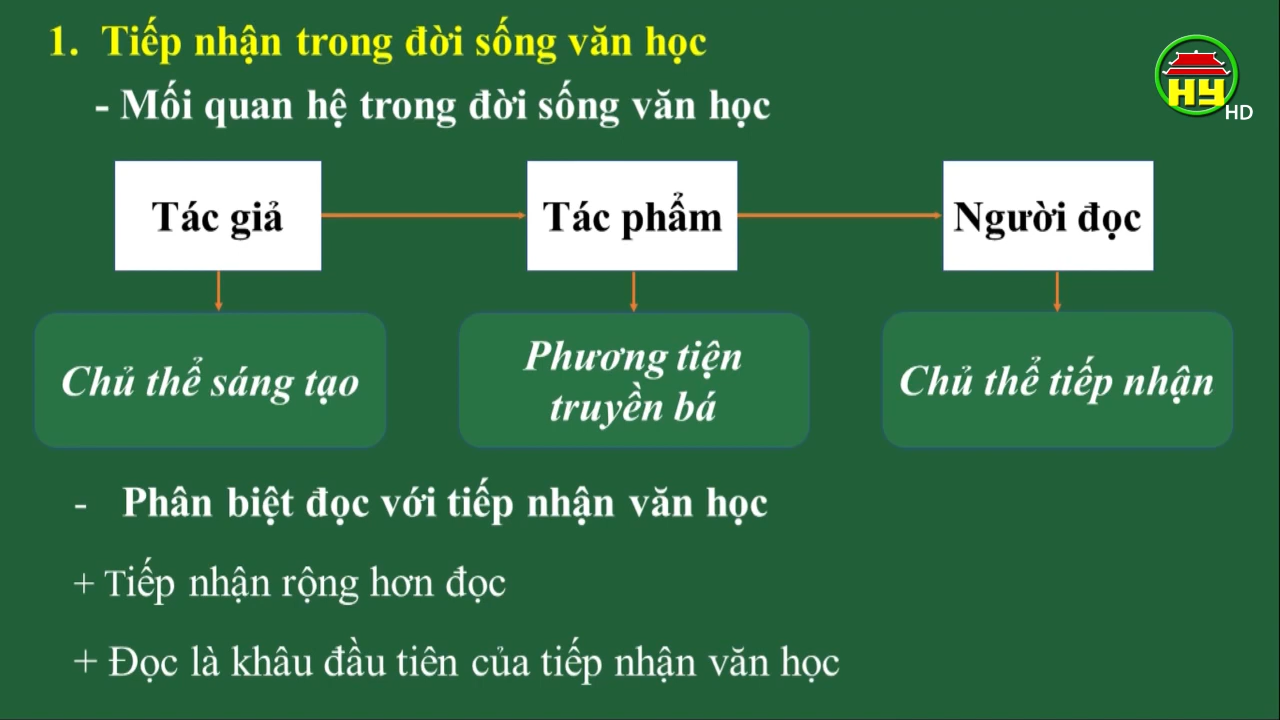 1. Tiếp nhận trong đời sống văn học
- Mối quan hệ trong đời sống văn học
HY
HD
Tác giả
Tác phẩm
Người đọc
Chủ thể sáng tạo
Phương tiện
truyền bá
Chủ thể tiếp nhận
- Phân biệt đọc với tiếp nhận văn học
+ Tiếp nhận rộng hơn đọc
+ Đọc là khâu đầu tiên của tiếp nhận văn học